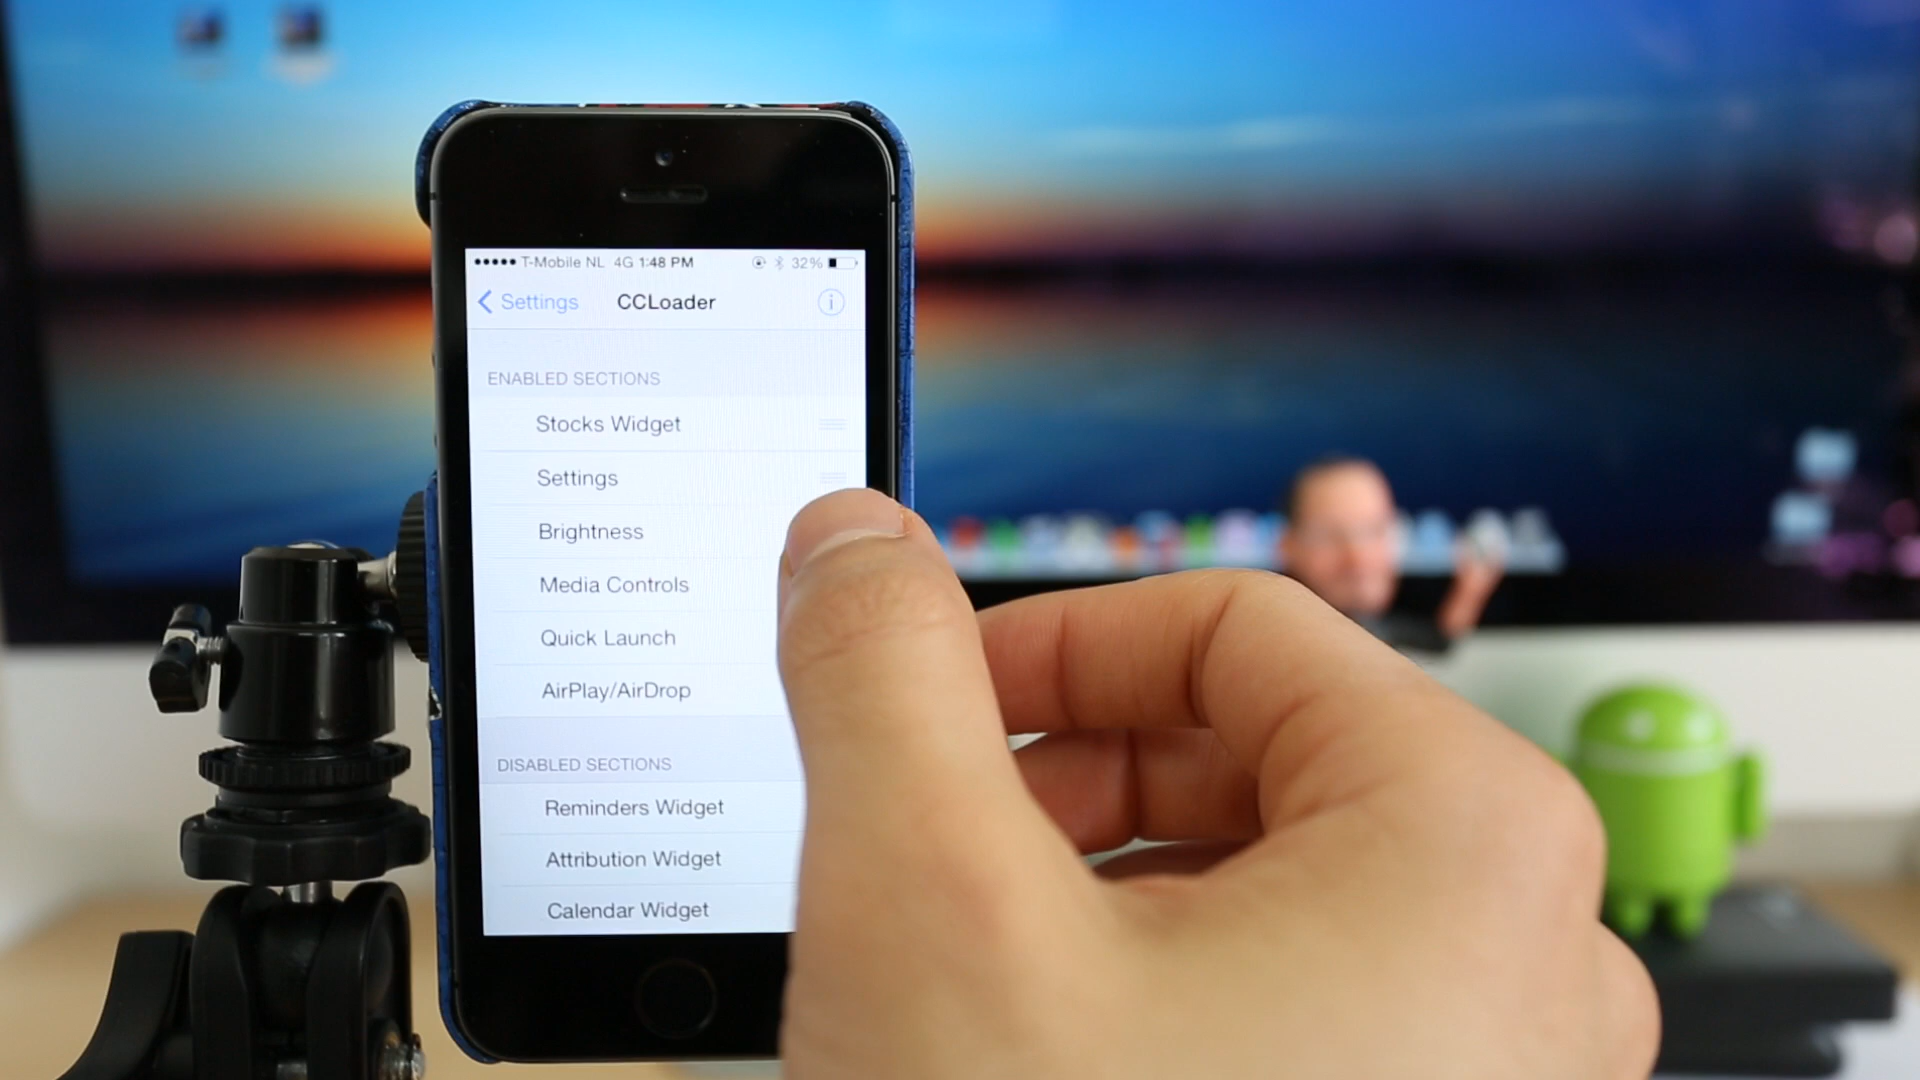 T-Mobile NL 4G 1:48 PM 32%
Settings CCLoader i
ENABLED SECTIONS
Stocks Widget
Settings
Brightness
Media Controls
Quick Launch
AirPlay/AirDrop
DISABLED SECTIONS
Reminders Widget
Attribution Widget
Calendar Widget